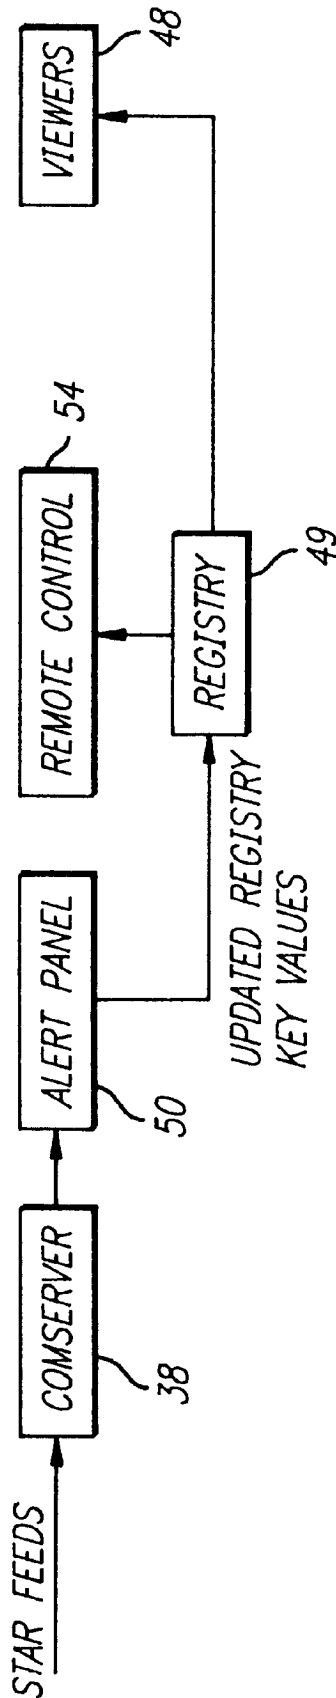 STAR FEEDS
COMSERVER
38
ALERT PANEL
50
UPDATED REGISTRY
KEY VALUES
REMOTE CONTROL
54
REGISTRY
49
VIEWERS
48